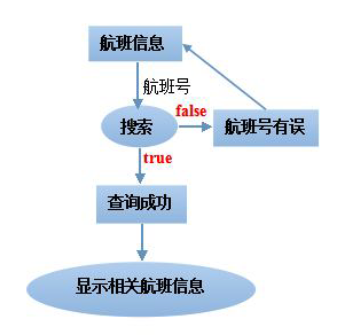 航班信息
航班号
搜索
false
航班号有误
true
查询成功
显示相关航班信息